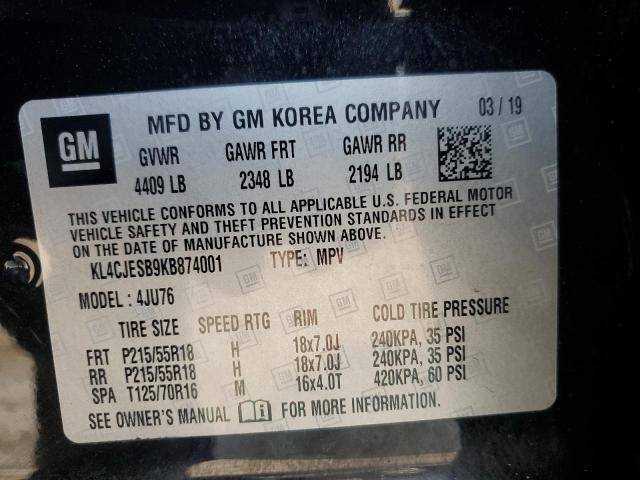 GM
MFD BY GM KOREA COMPANY 03 / 19
GVWR GAWR FRT GAWR RR
4409 LB 2348 LB 2194 LB
THIS VEHICLE CONFORMS TO ALL APPLICABLE U.S. FEDERAL MOTOR
VEHICLE SAFETY AND THEFT PREVENTION STANDARDS IN EFFECT
ON THE DATE OF MANUFACTURE SHOWN ABOVE.
KL4CJESB9KB874001 TYPE: MPV
MODEL : 4JU76
TIRE SIZE SPEED RTG RIM COLD TIRE PRESSURE
FRT P215/55R18 H 18x7.0J 240KPA, 35 PSI
RR P215/55R18 H 18x7.0J 240KPA, 35 PSI
SPA T125/70R16 M 16x4.0T 420KPA, 60 PSI
SEE OWNER'S MANUAL FOR MORE INFORMATION.